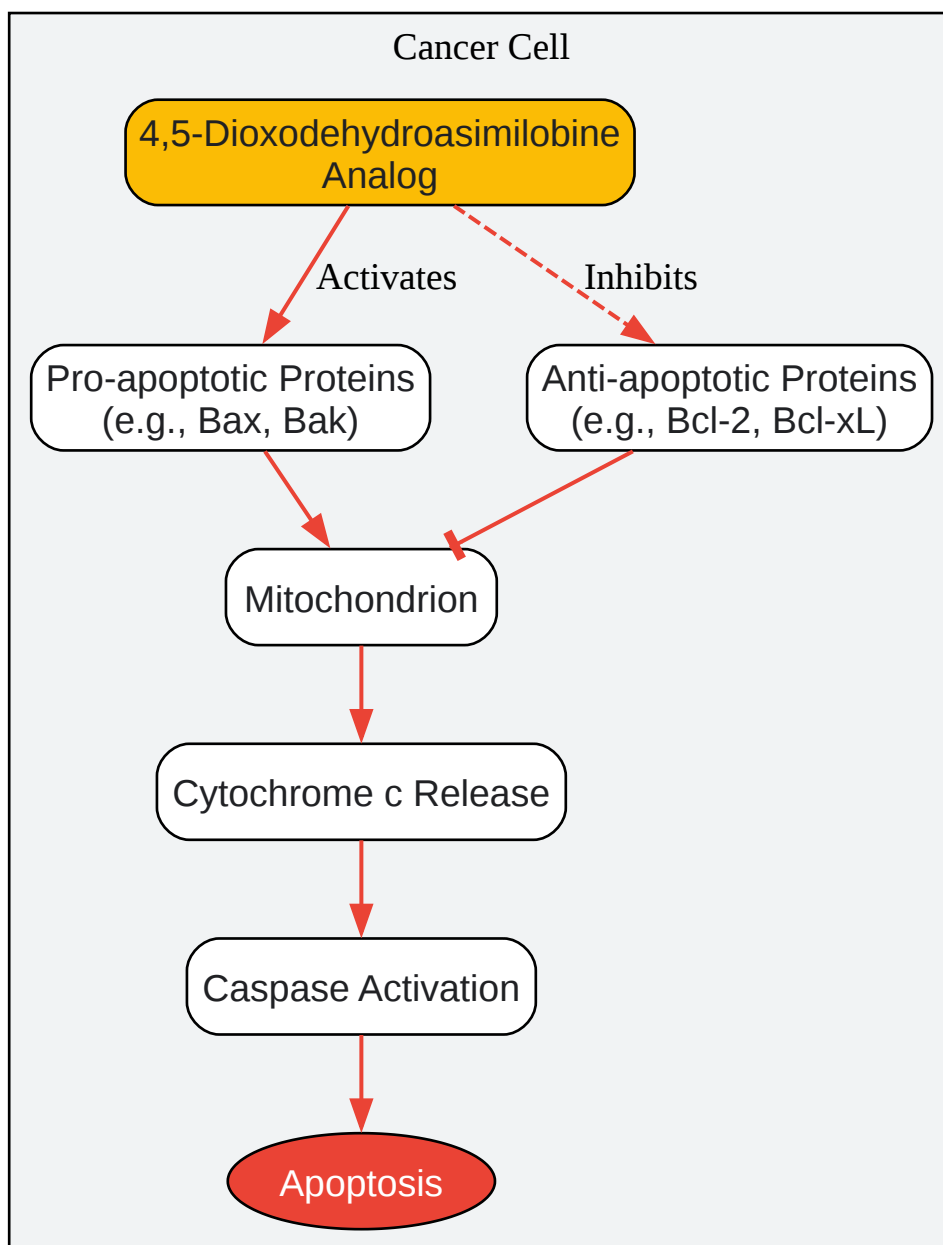 Cancer Cell
4,5-Dioxodehydroasimilobine
Analog
Activates
Inhibits
Pro-apoptotic Proteins
(e.g., Bax, Bak)
Anti-apoptotic Proteins
(e.g., Bcl-2, Bcl-xL)
Mitochondrion
Cytochrome c Release
Caspase Activation
Apoptosis